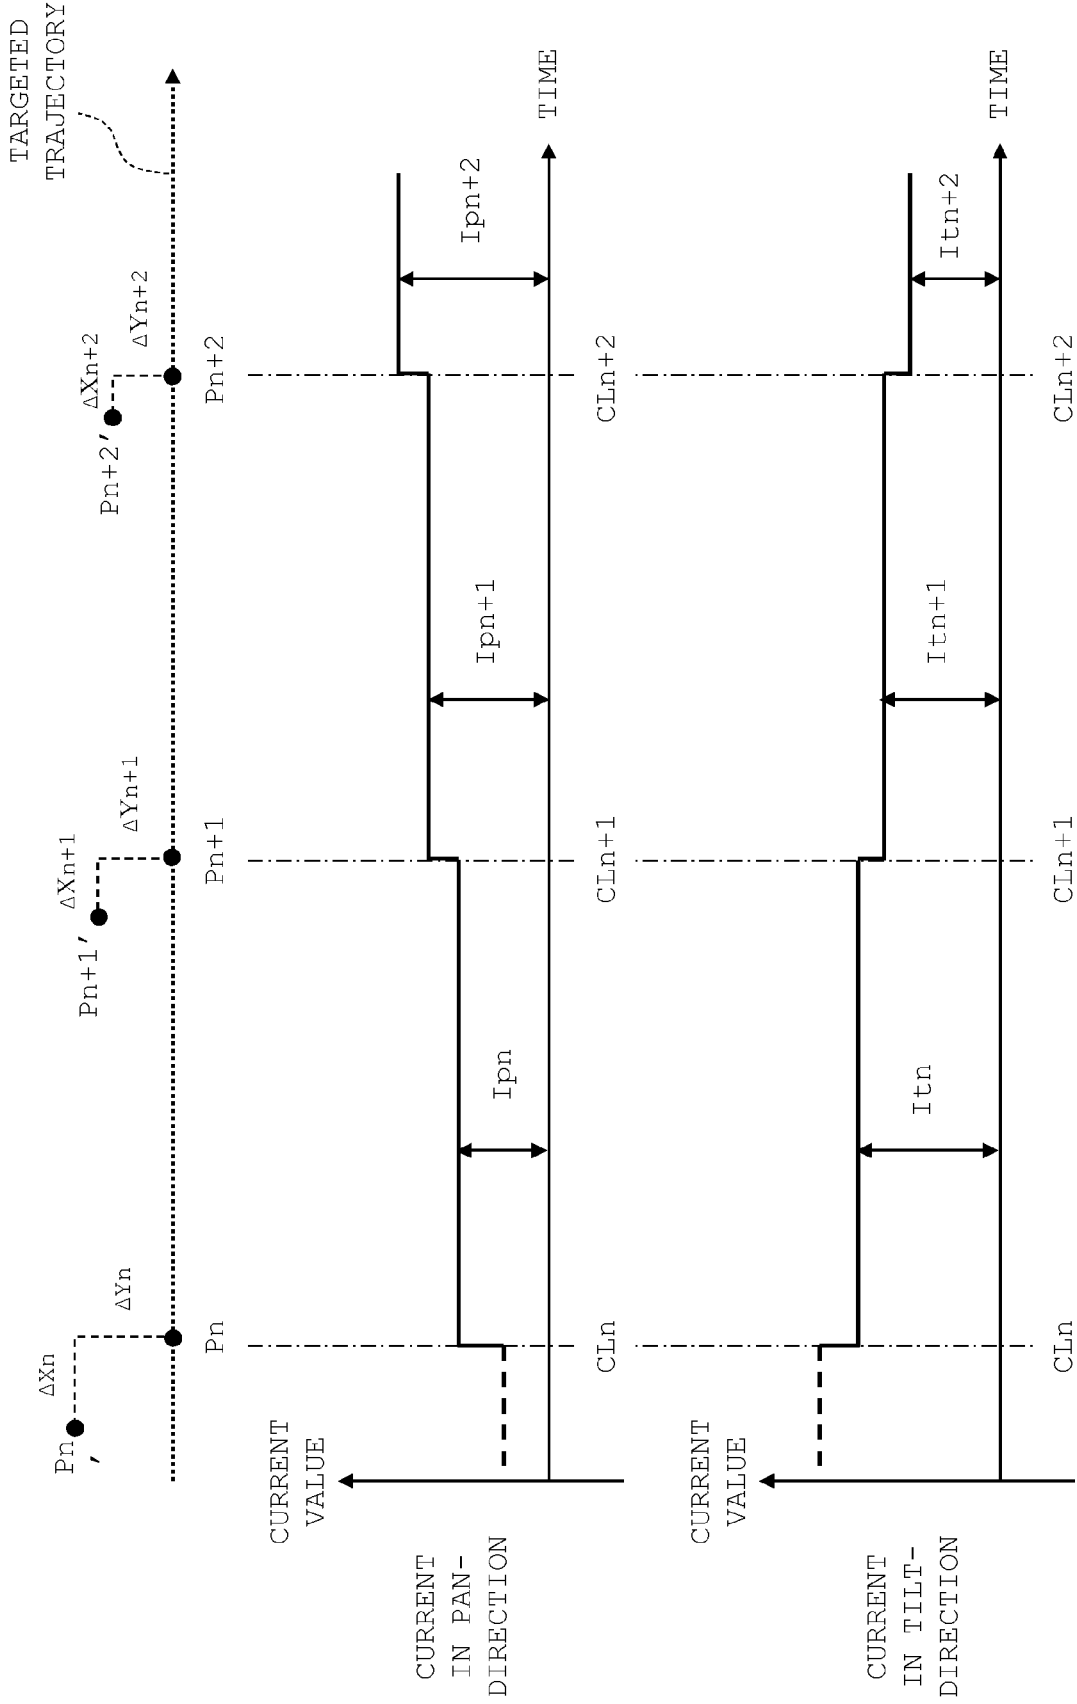 TARGETED
TRAJECTORY
Pn
′
ΔXn
ΔYn
Pn
Pn+1′
ΔXn+1
ΔYn+1
Pn+1
Pn+2′
ΔXn+2
ΔYn+2
Pn+2
CURRENT
VALUE
CURRENT
IN PAN-
DIRECTION
Ipn
Ipn+1
Ipn+2
TIME
CLn
CLn+1
CLn+2
CURRENT
VALUE
CURRENT
IN TILT-
DIRECTION
Itn
Itn+1
Itn+2
TIME
CLn
CLn+1
CLn+2